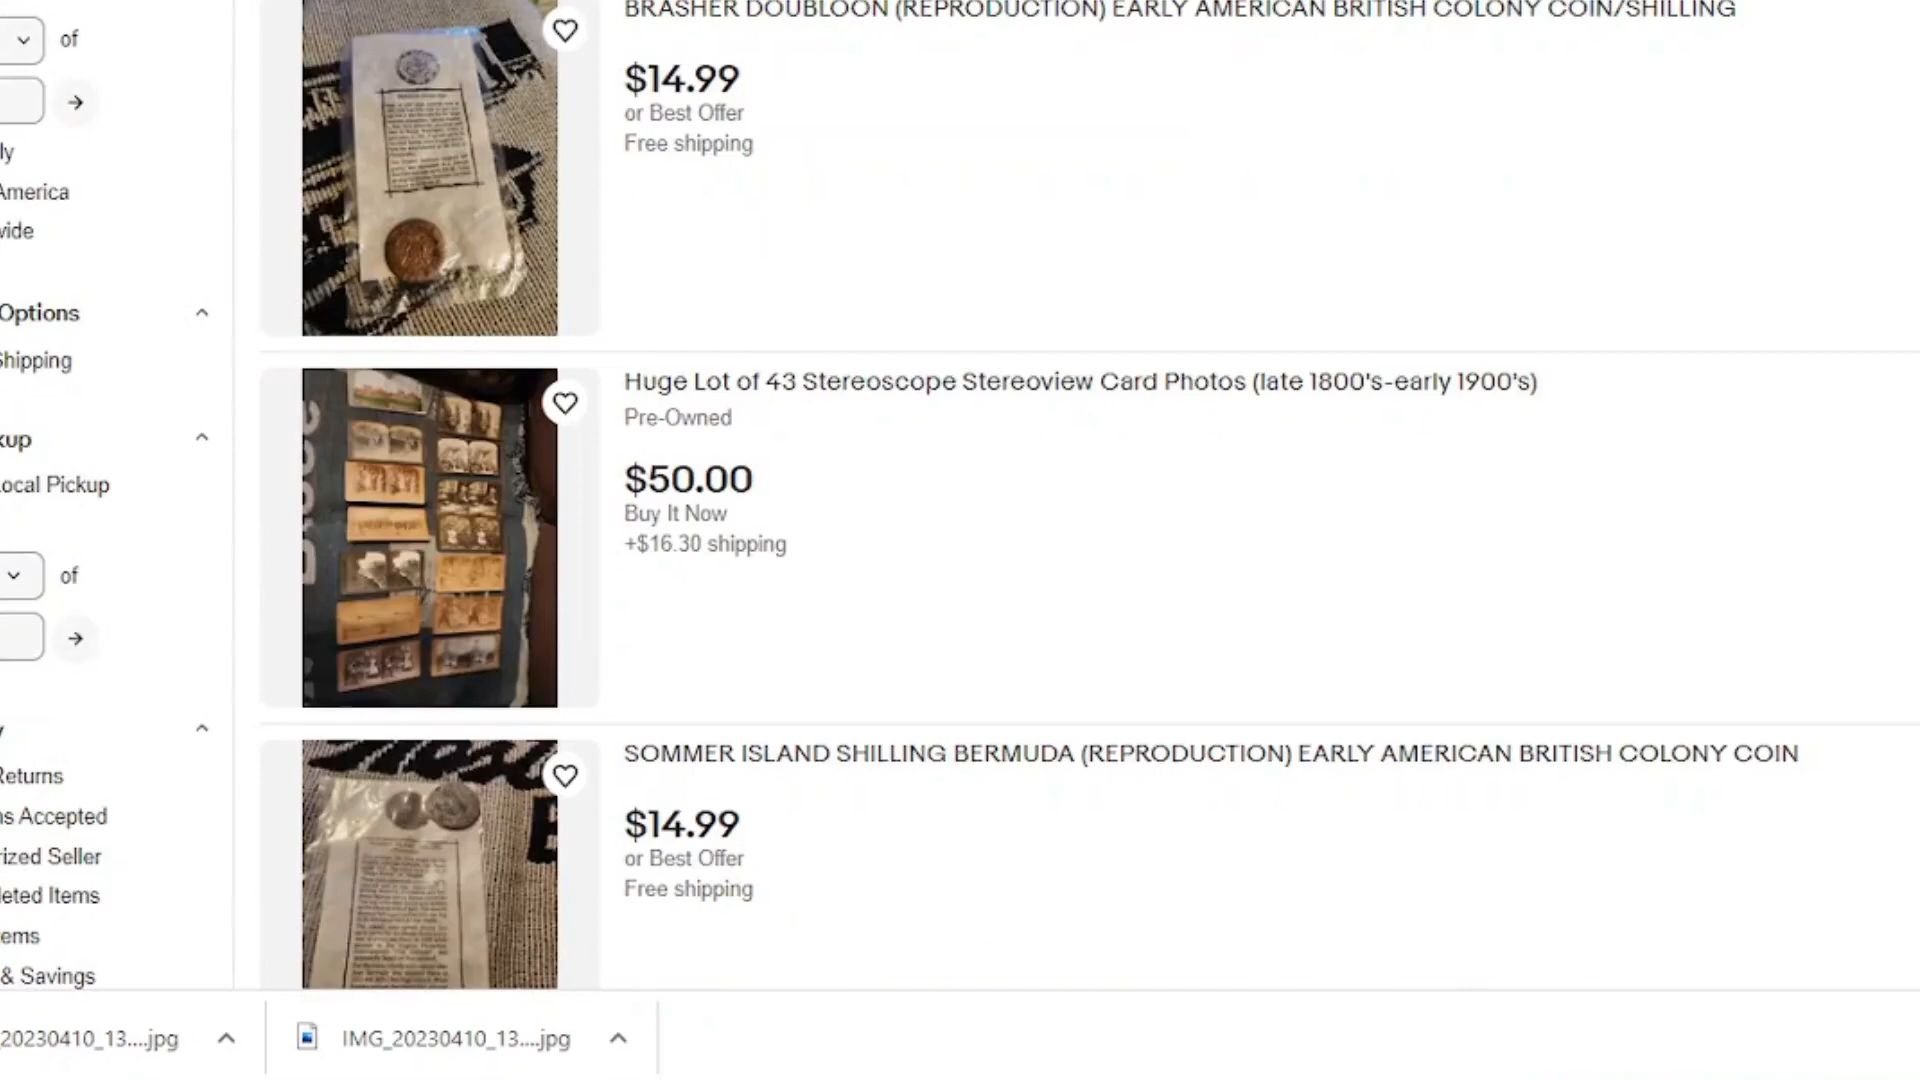 BRASHER DOUBLOON (REPRODUCTION) EARLY AMERICAN BRITISH COLONY COIN/SHILLING
$14.99
or Best Offer
Free shipping
of
ly
America
wide
Options
Shipping
kup
Local Pickup
of
Returns
ns Accepted
rized Seller
leted Items
ems
& Savings
Huge Lot of 43 Stereoscope Stereoview Card Photos (late 1800's-early 1900's)
Pre-Owned
$50.00
Buy It Now
+$16.30 shipping
SOMMER ISLAND SHILLING BERMUDA (REPRODUCTION) EARLY AMERICAN BRITISH COLONY COIN
$14.99
or Best Offer
Free shipping
20230410_13....jpg
IMG_20230410_13....jpg